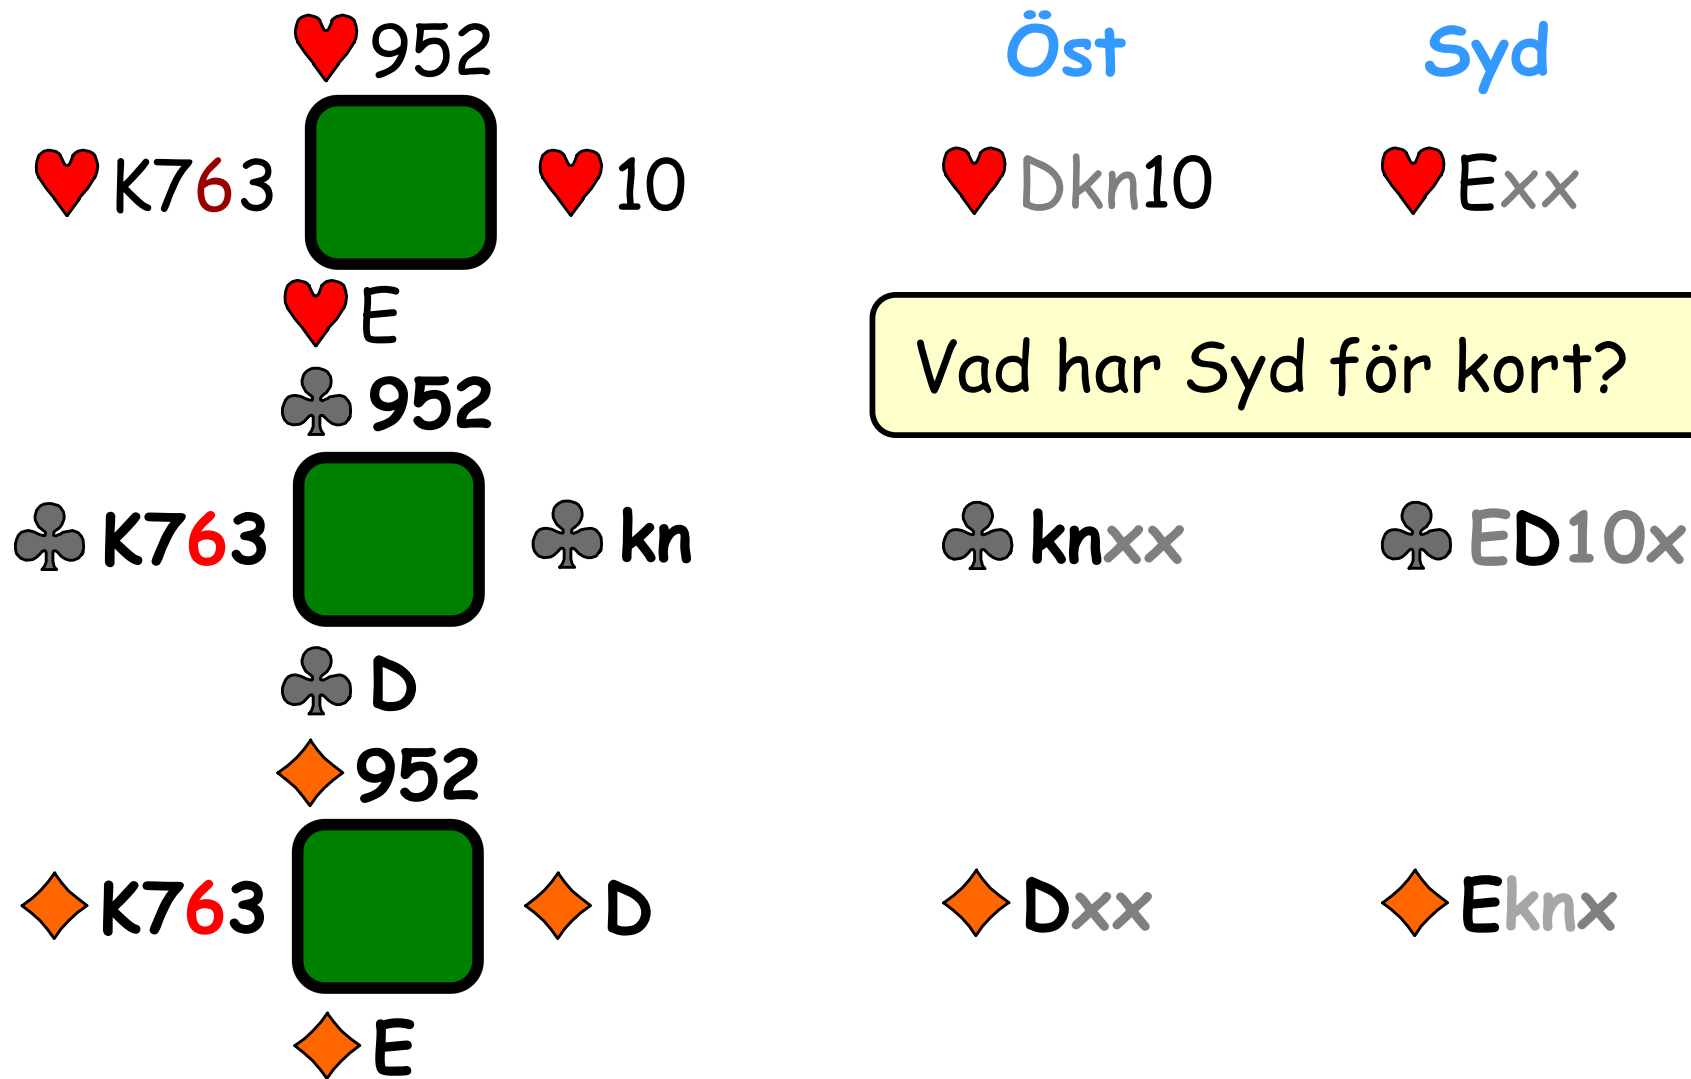 952
Öst
Syd
K763
10
Dkn10
Exx
E
Vad har Syd för kort?
952
K763
kn
knxx
ED10x
D
952
K763
D
Dxx
Eknx
E